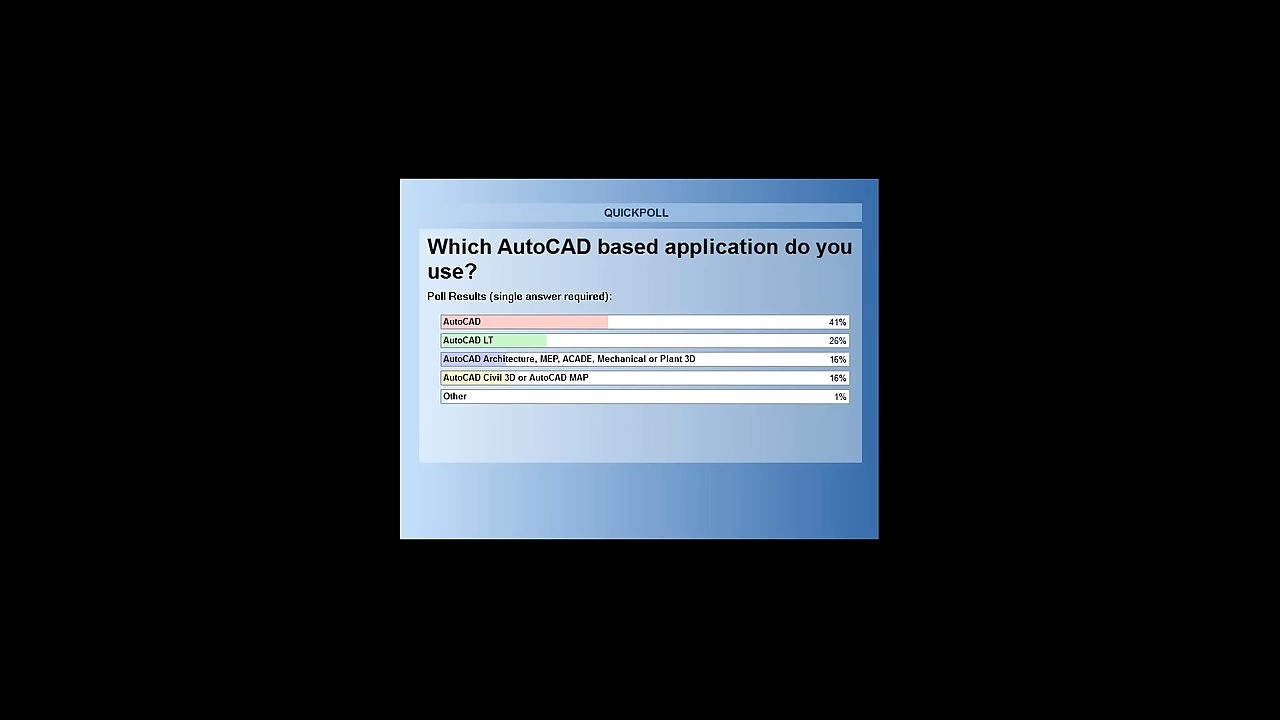 QUICKPOLL
Which AutoCAD based application do you
use?
Poll Results (single answer required):
AutoCAD 41%
AutoCAD LT 26%
AutoCAD Architecture, MEP, ACADE, Mechanical or Plant 3D 16%
AutoCAD Civil 3D or AutoCAD MAP 16%
Other 1%